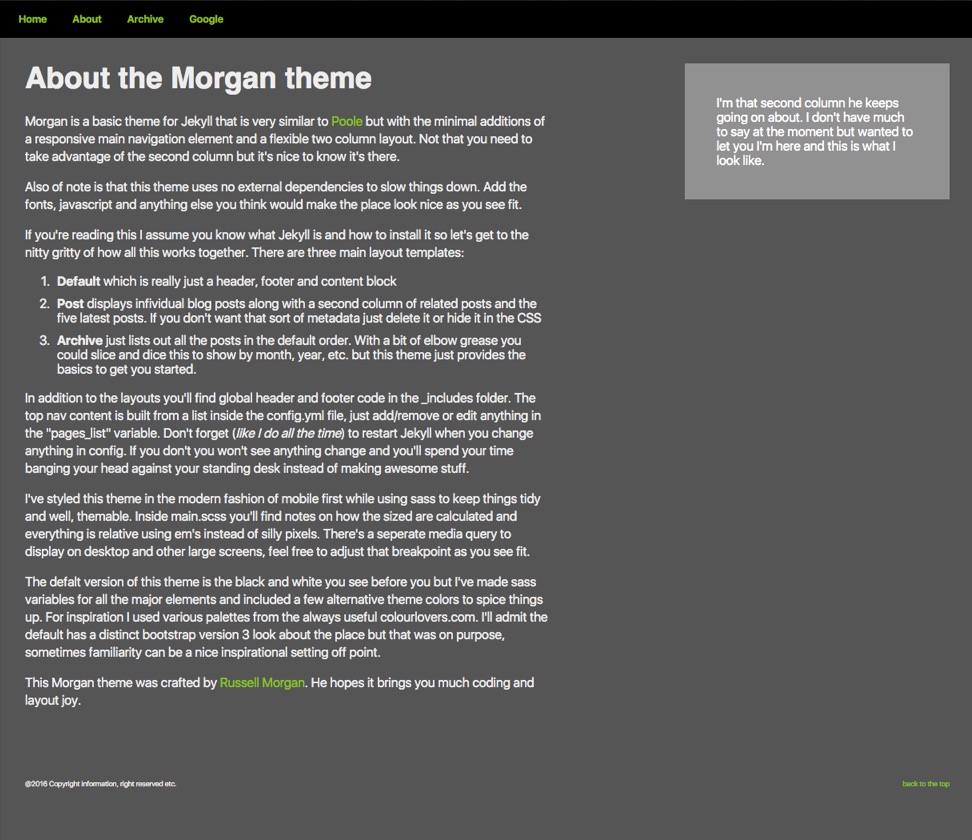 Home About Archive Google
About the Morgan theme
Morgan is a basic theme for Jekyll that is very similar to Poole but with the minimal additions of
a responsive main navigation element and a flexible two column layout. Not that you need to
take advantage of the second column but it's nice to know it's there.
Also of note is that this theme uses no external dependencies to slow things down. Add the
fonts, javascript and anything else you think would make the place look nice as you see fit.
If you're reading this I assume you know what Jekyll is and how to install it so let's get to the
nitty gritty of how all this works together. There are three main layout templates:
1. Default which is really just a header, footer and content block
2. Post displays infividual blog posts along with a second column of related posts and the
five latest posts. If you don't want that sort of metadata just delete it or hide it in the CSS
3. Archive just lists out all the posts in the default order. With a bit of elbow grease you
could slice and dice this to show by month, year, etc. but this theme just provides the
basics to get you started.
In addition to the layouts you'll find global header and footer code in the _includes folder. The
top nav content is built from a list inside the config.yml file, just add/remove or edit anything in
the "pages_list" variable. Don't forget (like I do all the time) to restart Jekyll when you change
anything in config. If you don't you won't see anything change and you'll spend your time
banging your head against your standing desk instead of making awesome stuff.
I've styled this theme in the modern fashion of mobile first while using sass to keep things tidy
and well, themable. Inside main.scss you'll find notes on how the sized are calculated and
everything is relative using em's instead of silly pixels. There's a seperate media query to
display on desktop and other large screens, feel free to adjust that breakpoint as you see fit.
The defalt version of this theme is the black and white you see before you but I've made sass
variables for all the major elements and included a few alternative theme colors to spice things
up. For inspiration I used various palettes from the always useful colourlovers.com. I'll admit the
default has a distinct bootstrap version 3 look about the place but that was on purpose,
sometimes familiarity can be a nice inspirational setting off point.
This Morgan theme was crafted by Russell Morgan. He hopes it brings you much coding and
layout joy.
I'm that second column he keeps
going on about. I don't have much
to say at the moment but wanted to
let you I'm here and this is what I
look like.
@2016 Copyright information, right reserved etc.
back to the top